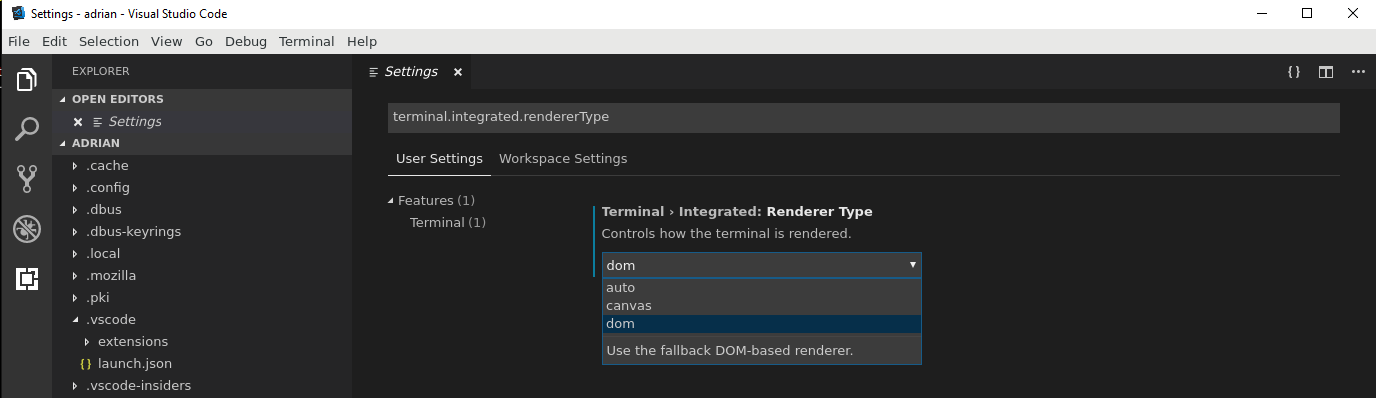 Settings - adrian - Visual Studio Code
File Edit Selection View Go Debug Terminal Help
EXPLORER
OPEN EDITORS
Settings
ADRIAN
.cache
.config
.dbus
.dbus-keyrings
.local
.mozilla
.pki
.vscode
extensions
{} launch.json
.vscode-insiders
Settings
{}
terminal.integrated.rendererType
User Settings Workspace Settings
Features (1)
Terminal (1)
Terminal › Integrated: Renderer Type
Controls how the terminal is rendered.
dom
auto
canvas
dom
Use the fallback DOM-based renderer.